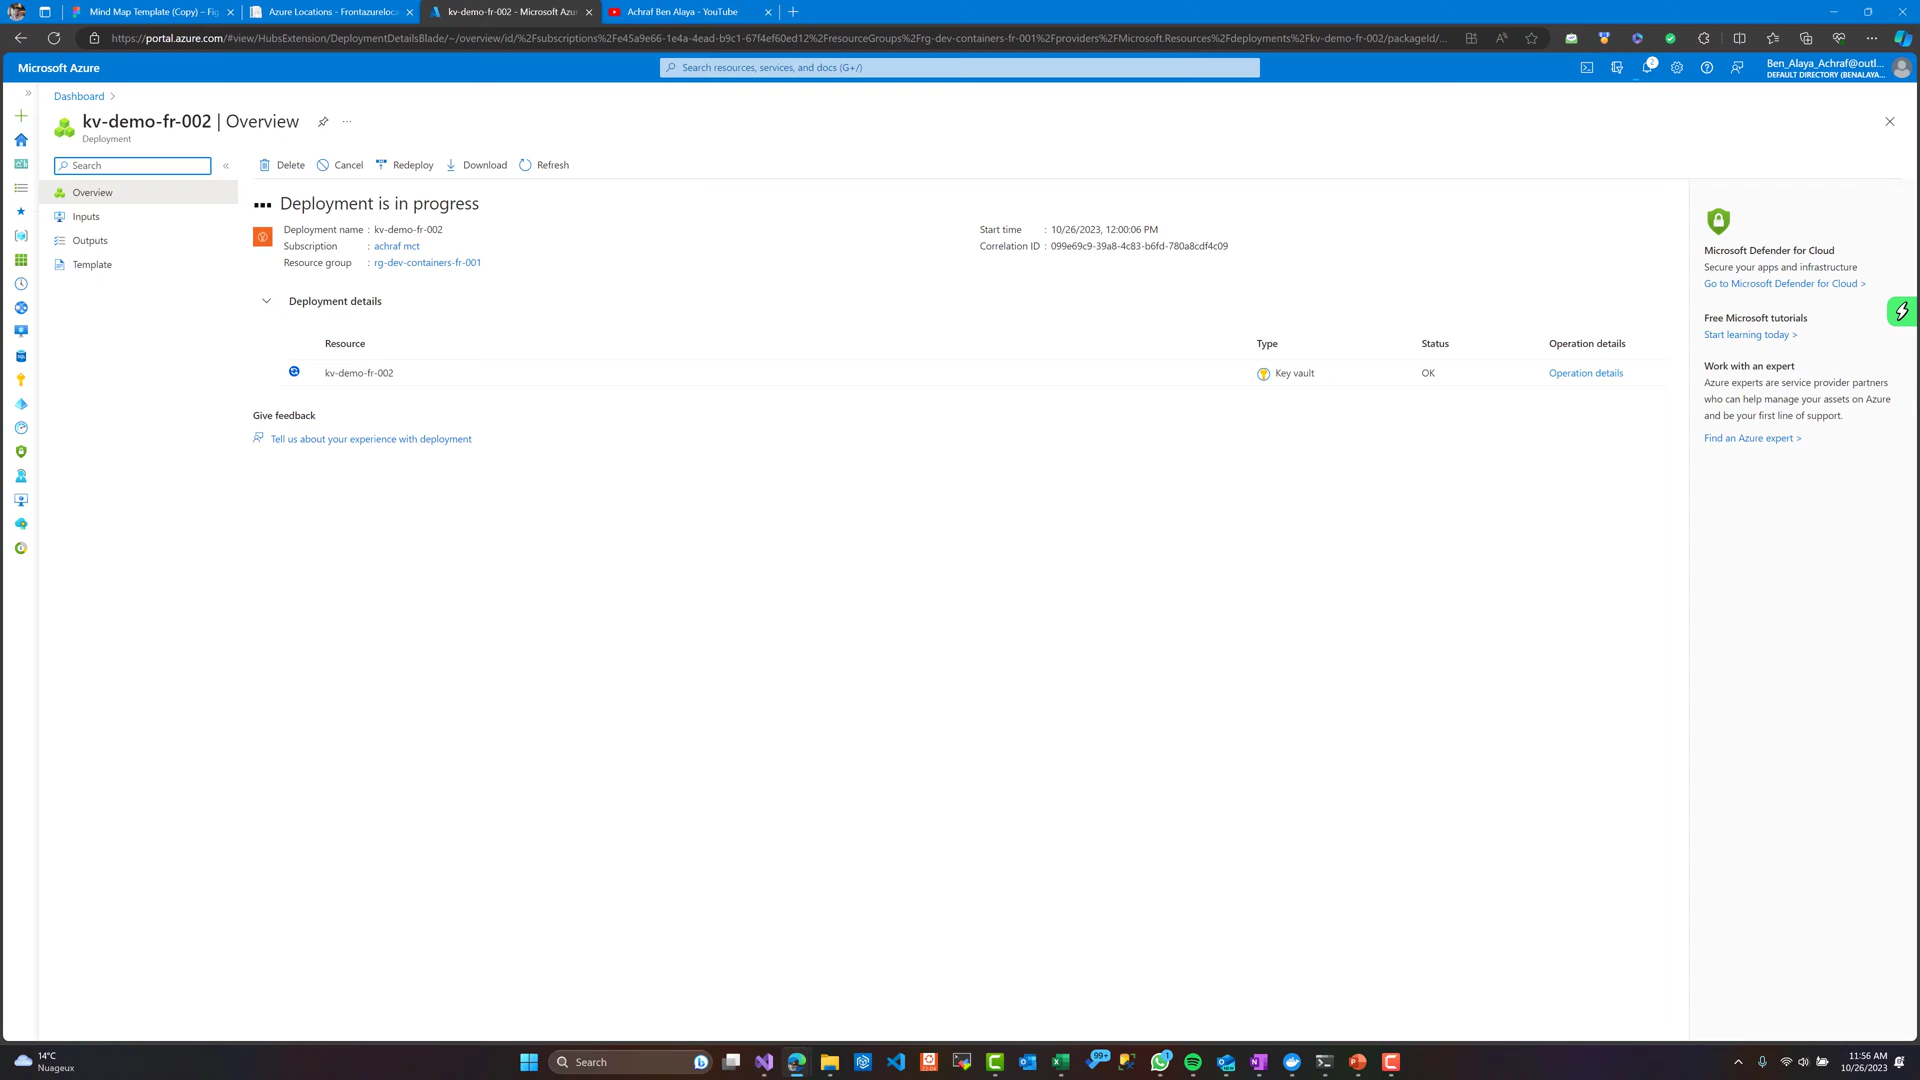 Mind Map Template (Copy) – Fig
Azure Locations - Frontazureloca
kv-demo-fr-002 - Microsoft Azur
Achraf Ben Alaya - YouTube
https://portal.azure.com/#view/HubsExtension/DeploymentDetailsBlade/~/overview/id/%2Fsubscriptions%2Fe45a9e66-1e4a-4ead-b9c1-67f4ef60ed12%2FresourceGroups%2Frg-dev-containers-fr-001%2Fproviders%2FMicrosoft.Resources%2Fdeployments%2Fkv-demo-fr-002/packageId/...
Microsoft Azure
Search resources, services, and docs (G+/)
2
Ben_Alaya_Achraf@outl...
DEFAULT DIRECTORY (BENALAYA...
Dashboard
kv-demo-fr-002 | Overview
Deployment
Search
Delete
Cancel
Redeploy
Download
Refresh
Overview
Inputs
Outputs
Template
Deployment is in progress
Deployment name : kv-demo-fr-002
Subscription : achraf mct
Resource group : rg-dev-containers-fr-001
Start time : 10/26/2023, 12:00:06 PM
Correlation ID : 099e69c9-39a8-4c83-b6fd-780a8cdf4c09
Deployment details
Resource Type Status Operation details
kv-demo-fr-002 Key vault OK Operation details
Give feedback
Tell us about your experience with deployment
Microsoft Defender for Cloud
Secure your apps and infrastructure
Go to Microsoft Defender for Cloud >
Free Microsoft tutorials
Start learning today >
Work with an expert
Azure experts are service provider partners
who can help manage your assets on Azure
and be your first line of support.
Find an Azure expert >
14°C
Nuageux
Search
99+
1
11:56 AM
10/26/2023